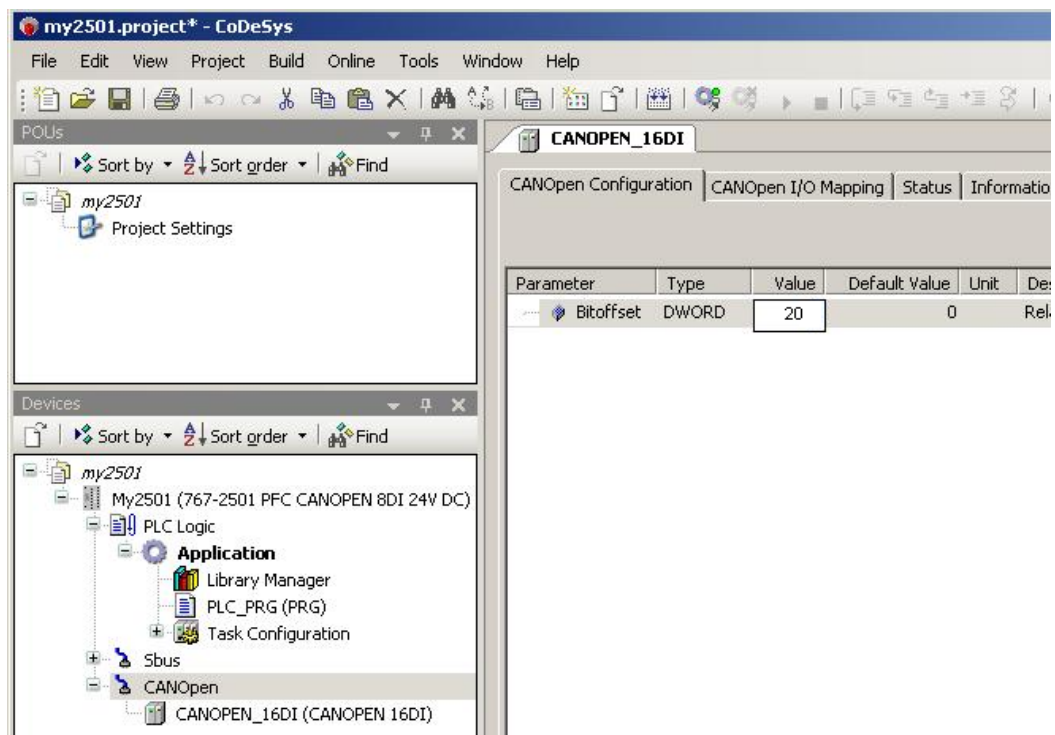 my2501.project* - CoDeSys
File Edit View Project Build Online Tools Window Help
POUs
Sort by Sort order Find
my2501
Project Settings
Devices
Sort by Sort order Find
my2501
My2501 (767-2501 PFC CANOPEN 8DI 24V DC)
PLC Logic
Application
Library Manager
PLC_PRG (PRG)
Task Configuration
Sbus
CANOpen
CANOPEN_16DI (CANOPEN 16DI)
CANOPEN_16DI
CANOpen Configuration CANOpen I/O Mapping Status Informatio
Parameter Type Value Default Value Unit Des
Bitoffset DWORD 20 0 Rel